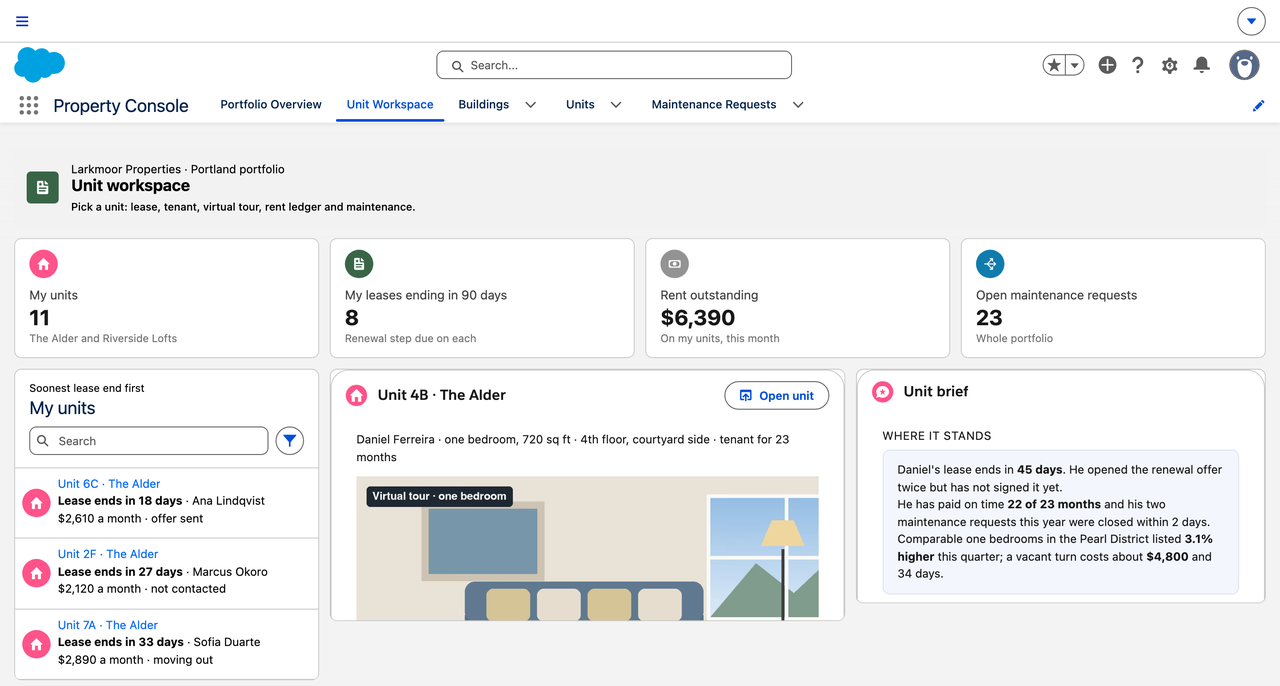 Search...
Property Console
Portfolio Overview
Unit Workspace
Buildings
Units
Maintenance Requests
Larkmoor Properties · Portland portfolio
Unit workspace
Pick a unit: lease, tenant, virtual tour, rent ledger and maintenance.
My units
11
The Alder and Riverside Lofts
My leases ending in 90 days
8
Renewal step due on each
Rent outstanding
$6,390
On my units, this month
Open maintenance requests
23
Whole portfolio
Soonest lease end first
My units
Search
Unit 6C · The Alder
Lease ends in 18 days · Ana Lindqvist
$2,610 a month · offer sent
Unit 2F · The Alder
Lease ends in 27 days · Marcus Okoro
$2,120 a month · not contacted
Unit 7A · The Alder
Lease ends in 33 days · Sofia Duarte
$2,890 a month · moving out
Unit 4B · The Alder
Open unit
Daniel Ferreira · one bedroom, 720 sq ft · 4th floor, courtyard side · tenant for 23
months
Virtual tour · one bedroom
Unit brief
WHERE IT STANDS
Daniel's lease ends in 45 days. He opened the renewal offer
twice but has not signed it yet.
He has paid on time 22 of 23 months and his two
maintenance requests this year were closed within 2 days.
Comparable one bedrooms in the Pearl District listed 3.1%
higher this quarter; a vacant turn costs about $4,800 and
34 days.